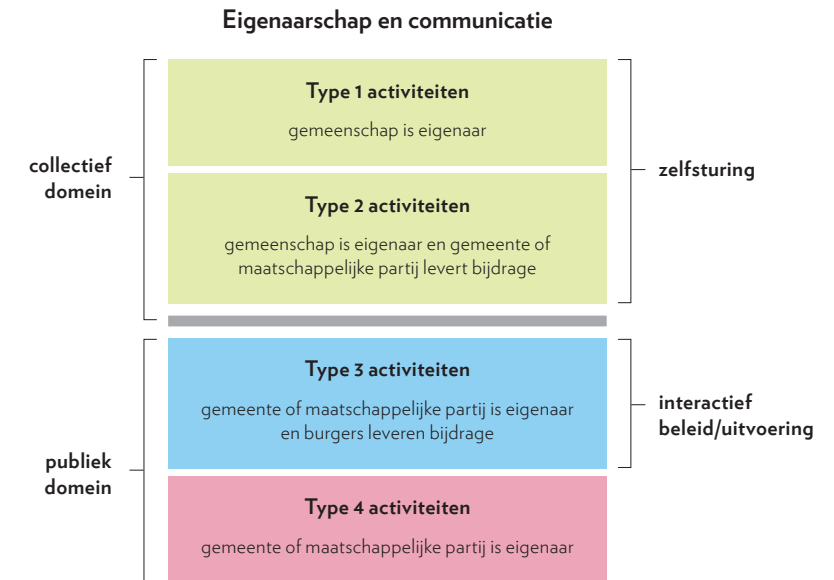 Eigenaarschap en communicatie
Type 1 activiteiten
gemeenschap is eigenaar
collectief
domein
zelfsturing
Type 2 activiteiten
gemeenschap is eigenaar en gemeente of
maatschappelijke partij levert bijdrage
Type 3 activiteiten
gemeente of maatschappelijke partij is eigenaar
en burgers leveren bijdrage
interactief
beleid/uitvoering
publiek
domein
Type 4 activiteiten
gemeente of maatschappelijke partij is eigenaar